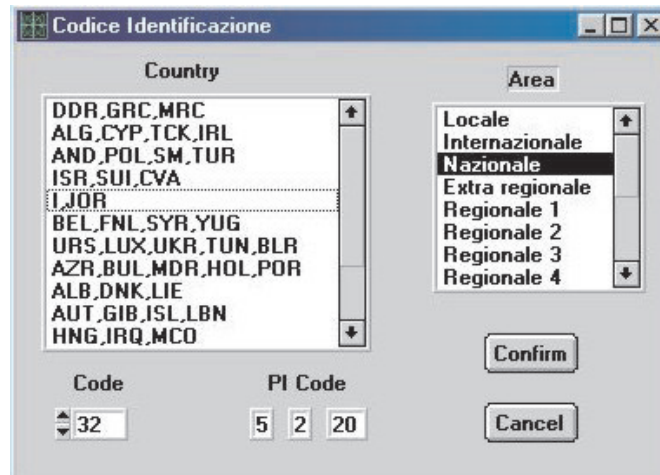 Codice Identificazione
Country
DDR,GRC,MRC
ALG,CYP,TCK,IRL
AND,POL,SM,TUR
ISR,SUI,CVA
I,JOR
BEL,FNL,SYR,YUG
URS,LUX,UKR,TUN,BLR
AZR,BUL,MDR,HOL,POR
ALB,DNK,LIE
AUT,GIB,ISL,LBN
HNG,IRQ,MCO
Area
Locale
Internazionale
Nazionale
Extra regionale
Regionale 1
Regionale 2
Regionale 3
Regionale 4
Confirm
Code
PI Code
32
5 2 20
Cancel